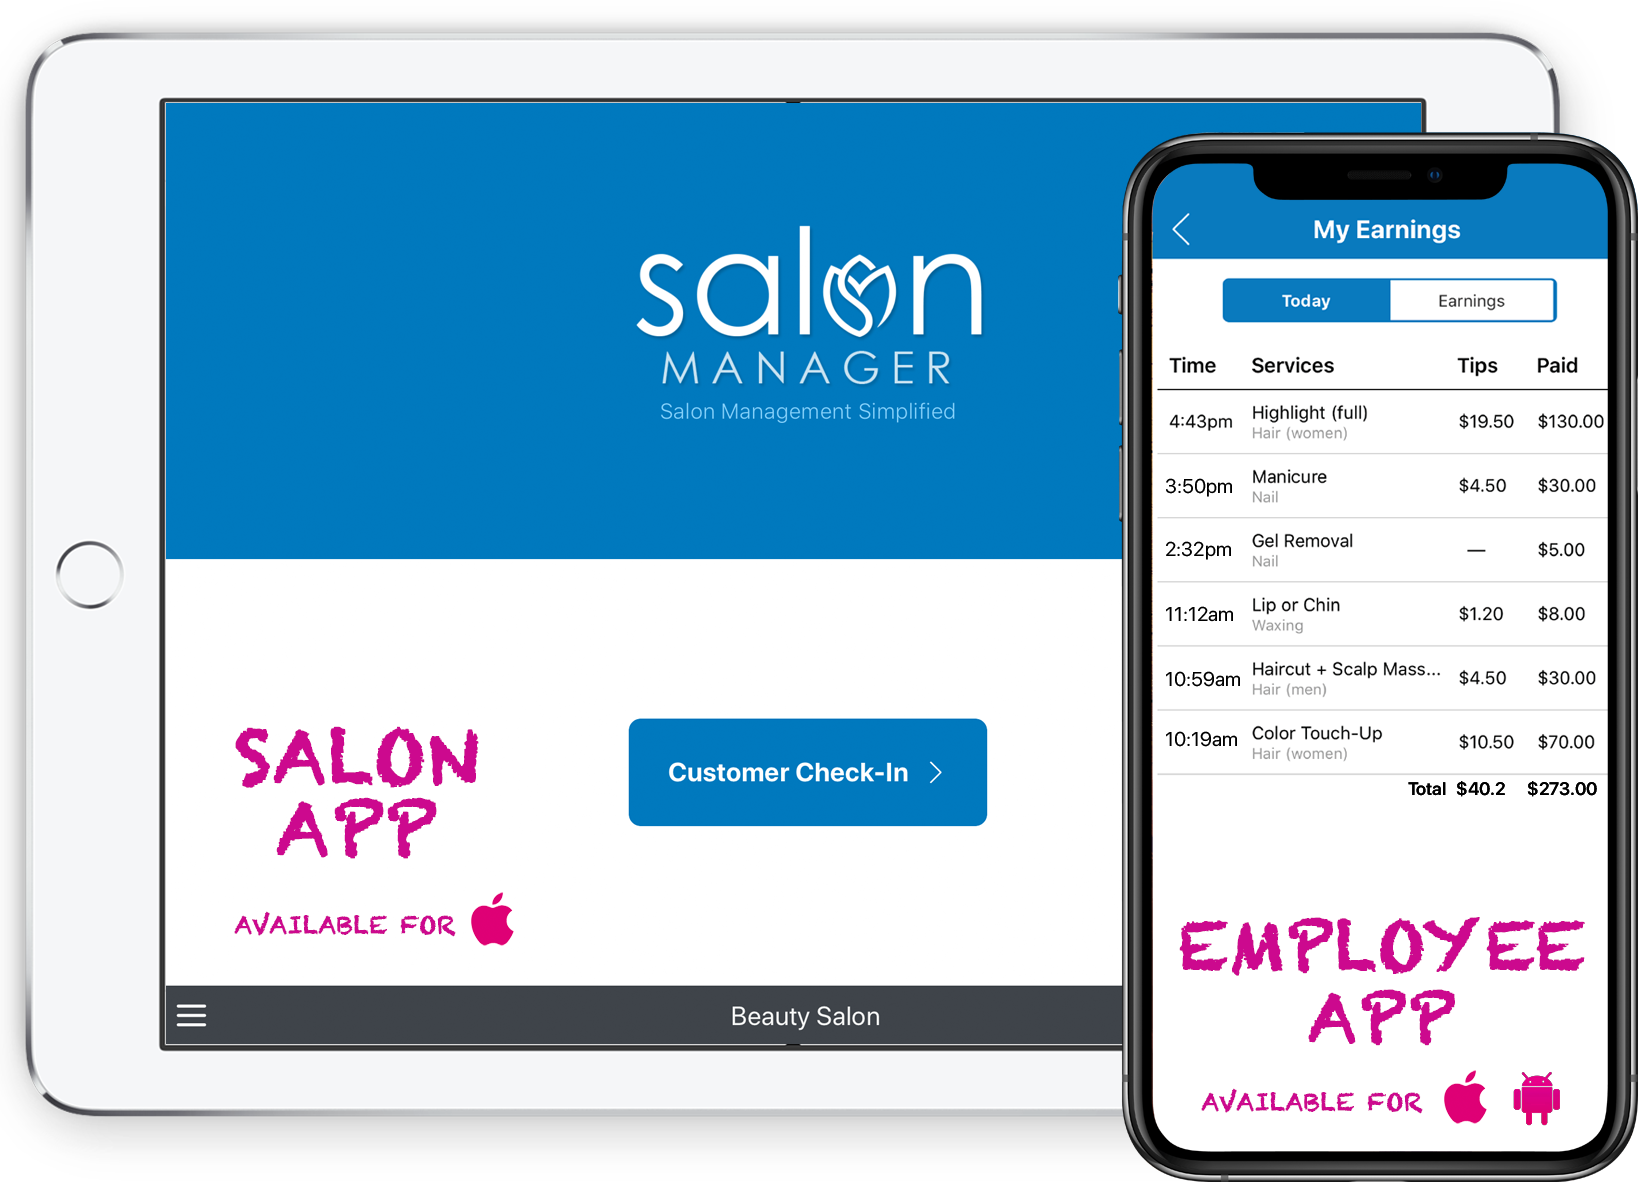 salon
MANAGER
Salon Management Simplified
SALON
APP
AVAILABLE FOR
Customer Check-In
Beauty Salon
My Earnings
Today Earnings
Time Services Tips Paid
4:43pm Highlight (full) $19.50 $130.00
Hair (women)
3:50pm Manicure $4.50 $30.00
Nail
2:32pm Gel Removal — $5.00
Nail
11:12am Lip or Chin $1.20 $8.00
Waxing
10:59am Haircut + Scalp Mass... $4.50 $30.00
Hair (men)
10:19am Color Touch-Up $10.50 $70.00
Hair (women)
Total $40.2 $273.00
EMPLOYEE
APP
AVAILABLE FOR